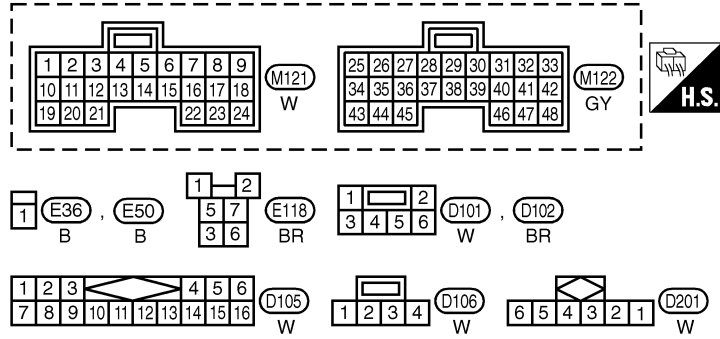 1 2 3 4 5 6 7 8 9
10 11 12 13 14 15 16 17 18
19 20 21 22 23 24
M121
W
25 26 27 28 29 30 31 32 33
34 35 36 37 38 39 40 41 42
43 44 45 46 47 48
M122
GY
H.S.
1
E36 , E50
B B
1 2
5 7
3 6
E118
BR
1 2
3 4 5 6
D101 , D102
W BR
1 2 3 4 5 6
7 8 9 10 11 12 13 14 15 16
D105
W
1 2 3 4
D106
W
6 5 4 3 2 1
D201
W